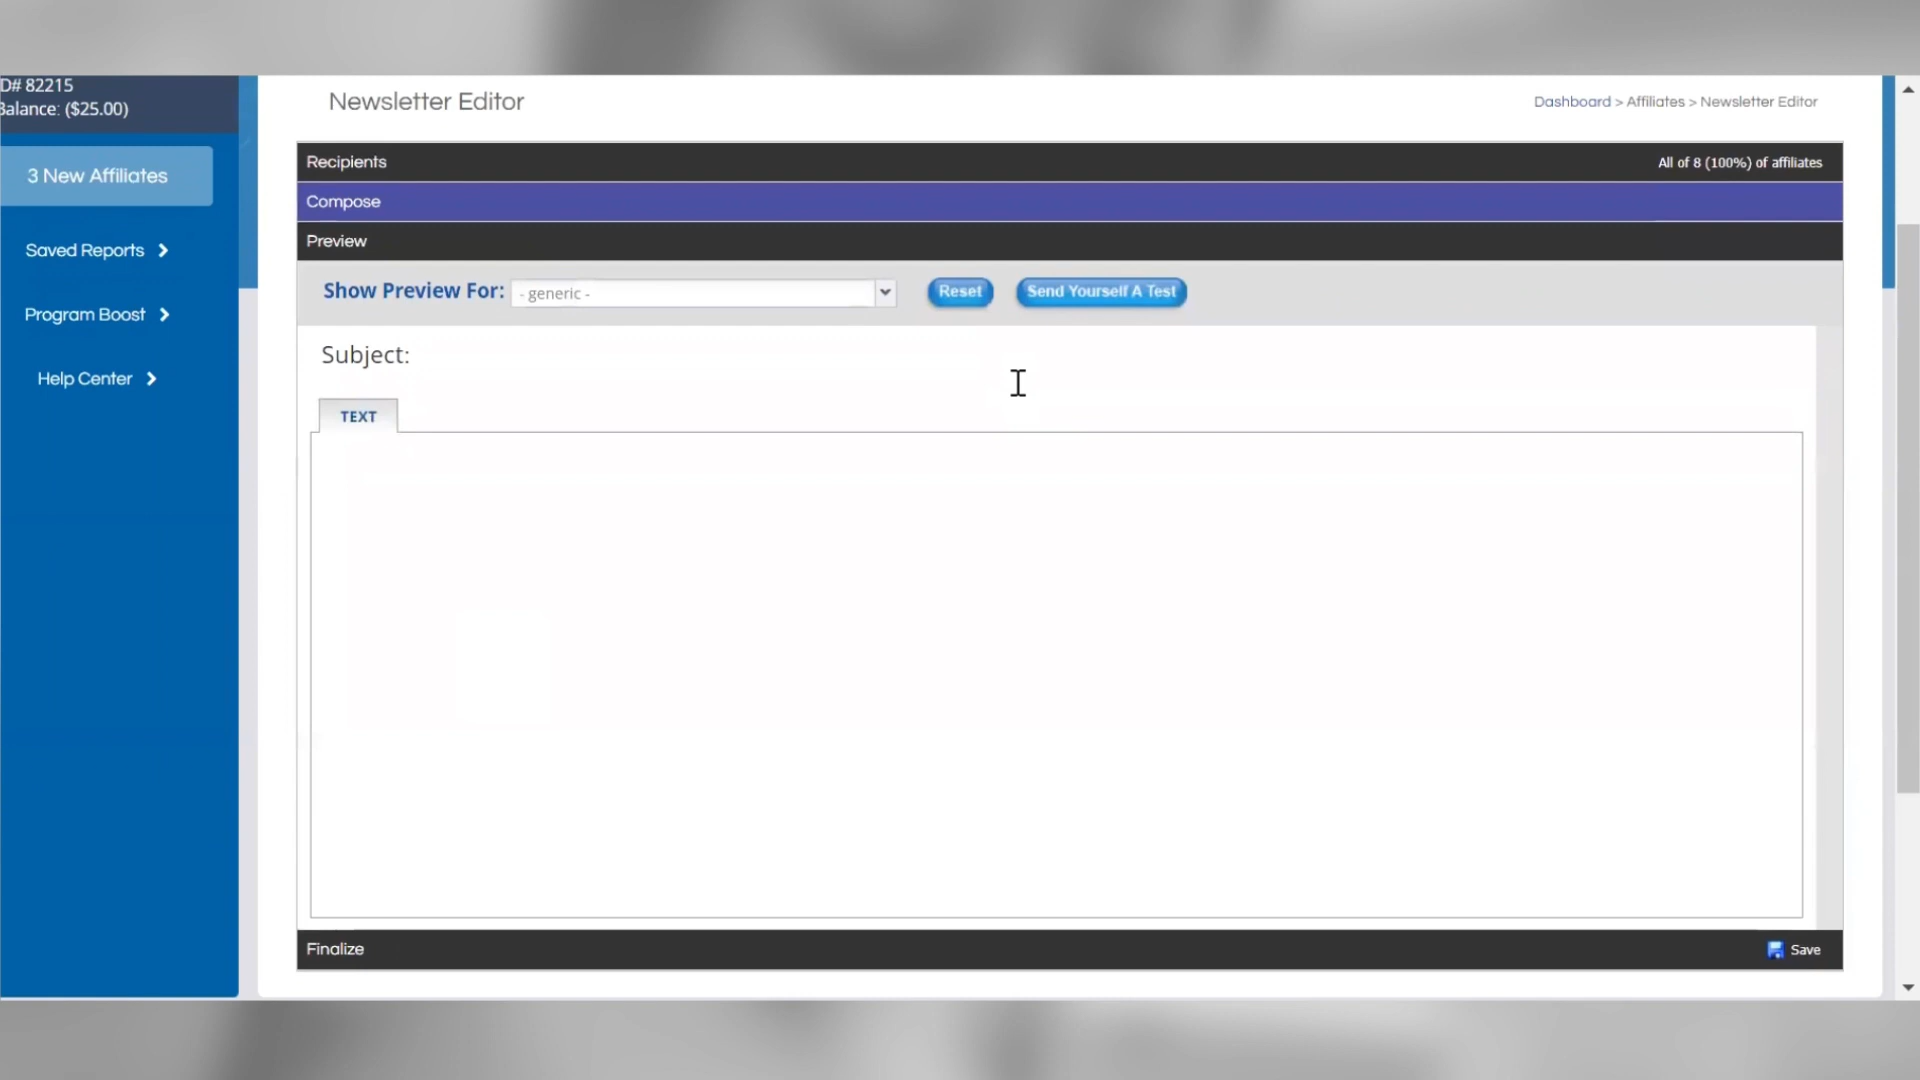 D# 82215
Balance: ($25.00)
3 New Affiliates
Saved Reports
Program Boost
Help Center
Newsletter Editor
Dashboard > Affiliates > Newsletter Editor
Recipients
All of 8 (100%) of affiliates
Compose
Preview
Show Preview For:
- generic -
Reset
Send Yourself A Test
Subject:
TEXT
Finalize
Save